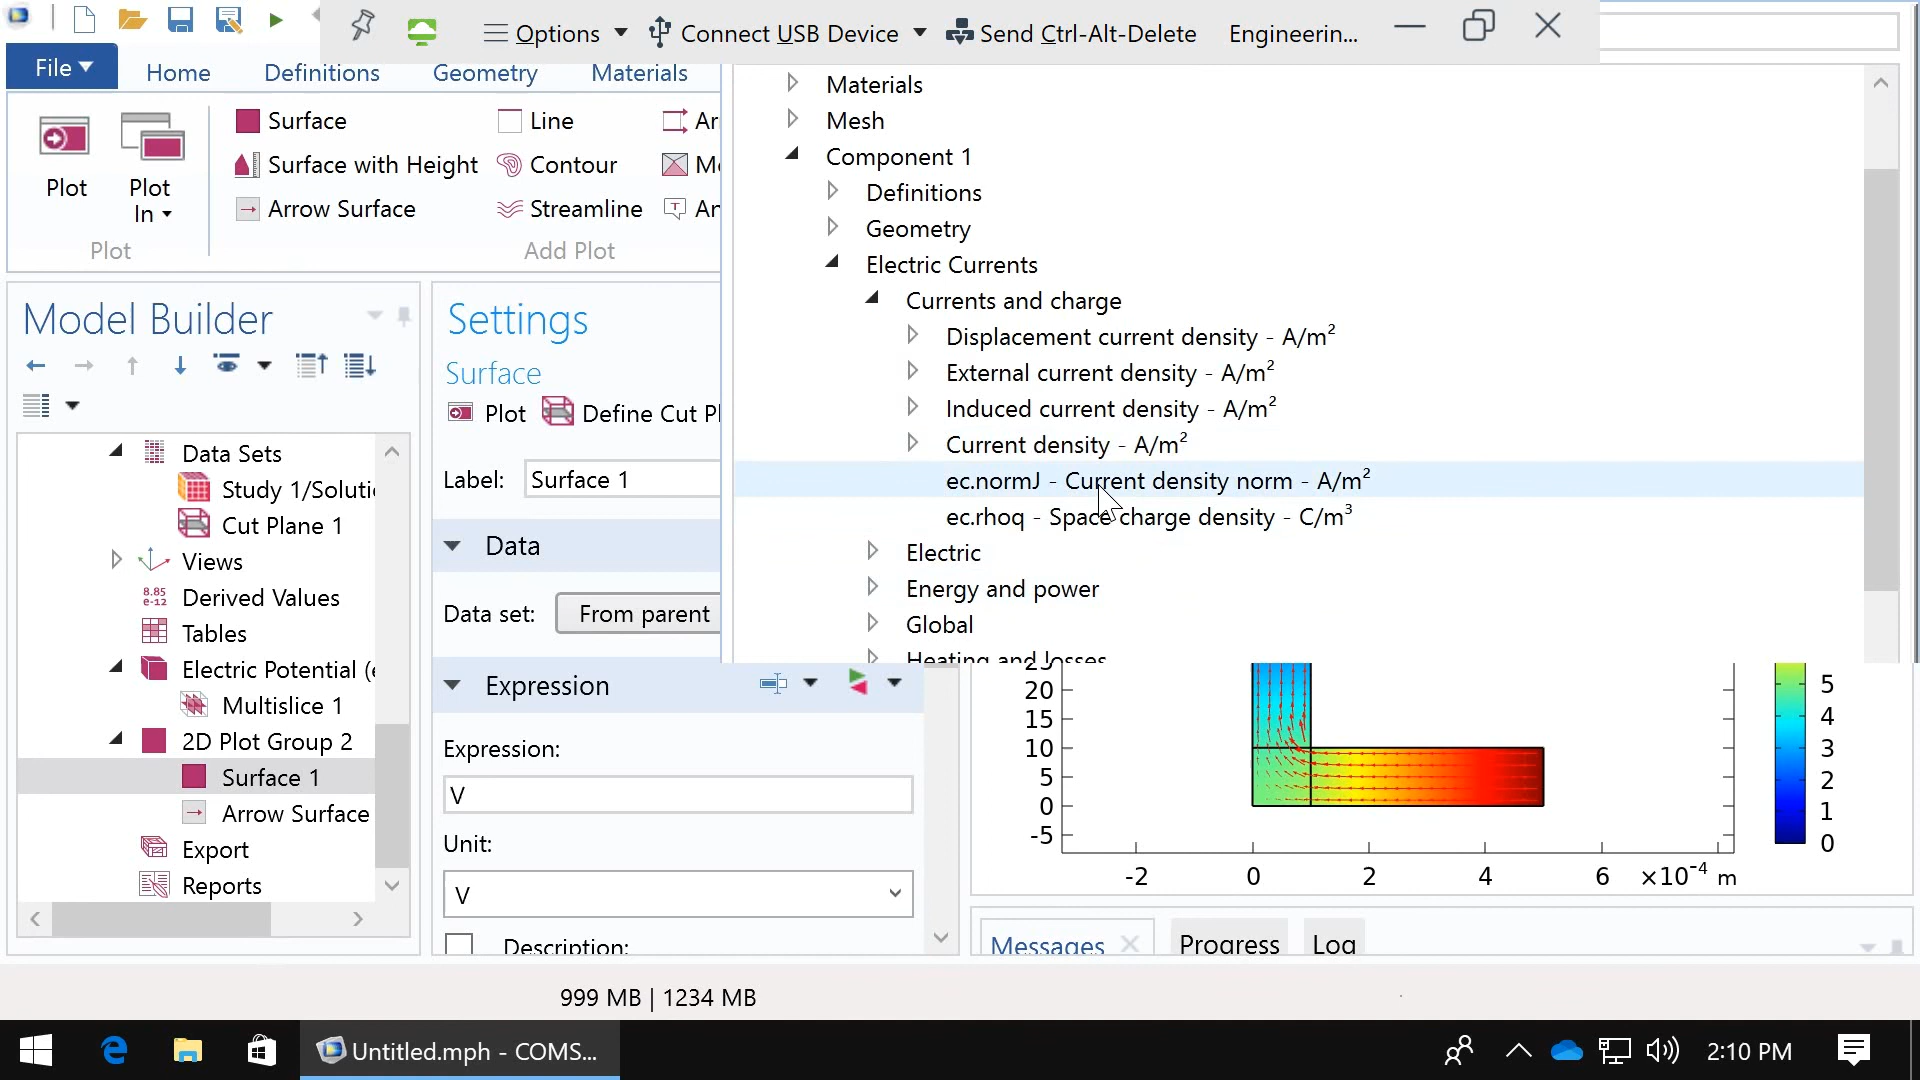 Options
Connect USB Device
Send Ctrl-Alt-Delete
Engineerin...
File
Home
Definitions
Geometry
Materials
Plot
Plot
In
Plot
Surface
Surface with Height
Arrow Surface
Line
Contour
Streamline
Add Plot
Materials
Mesh
Component 1
Definitions
Geometry
Electric Currents
Currents and charge
Displacement current density - A/m²
External current density - A/m²
Induced current density - A/m²
Current density - A/m²
ec.normJ - Current density norm - A/m²
ec.rhoq - Space charge density - C/m³
Electric
Energy and power
Global
Heating and losses
Model Builder
Data Sets
Study 1/Soluti
Cut Plane 1
Views
8.85
e-12
Derived Values
Tables
Electric Potential (e
Multislice 1
2D Plot Group 2
Surface 1
Arrow Surface
Export
Reports
Settings
Surface
Plot
Define Cut Pl
Label: Surface 1
Data
Data set: From parent
Expression
Expression:
V
Unit:
V
Description:
25
20
15
10
5
0
-5
-2 0 2 4 6 ×10⁻⁴ m
5
4
3
2
1
0
Messages
Progress
Log
999 MB | 1234 MB
Untitled.mph - COMS...
2:10 PM